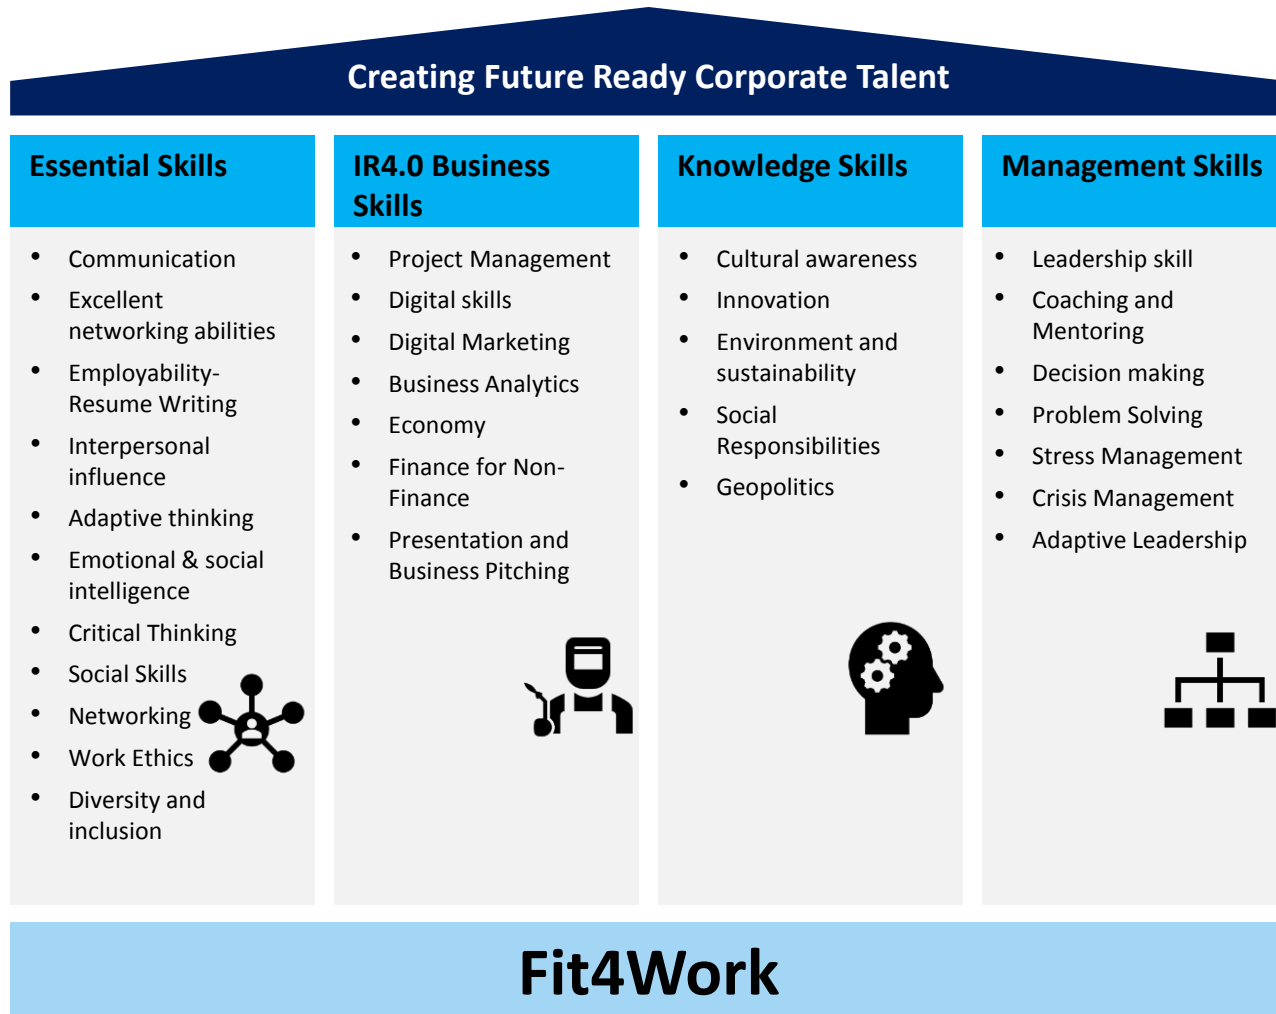 Creating Future Ready Corporate Talent
Essential Skills
• Communication
• Excellent
networking abilities
• Employability-
Resume Writing
• Interpersonal
influence
• Adaptive thinking
• Emotional & social
intelligence
• Critical Thinking
• Social Skills
• Networking
• Work Ethics
• Diversity and
inclusion
IR4.0 Business
Skills
• Project Management
• Digital skills
• Digital Marketing
• Business Analytics
• Economy
• Finance for Non-
Finance
• Presentation and
Business Pitching
Knowledge Skills
• Cultural awareness
• Innovation
• Environment and
sustainability
• Social
Responsibilities
• Geopolitics
Management Skills
• Leadership skill
• Coaching and
Mentoring
• Decision making
• Problem Solving
• Stress Management
• Crisis Management
• Adaptive Leadership
Fit4Work